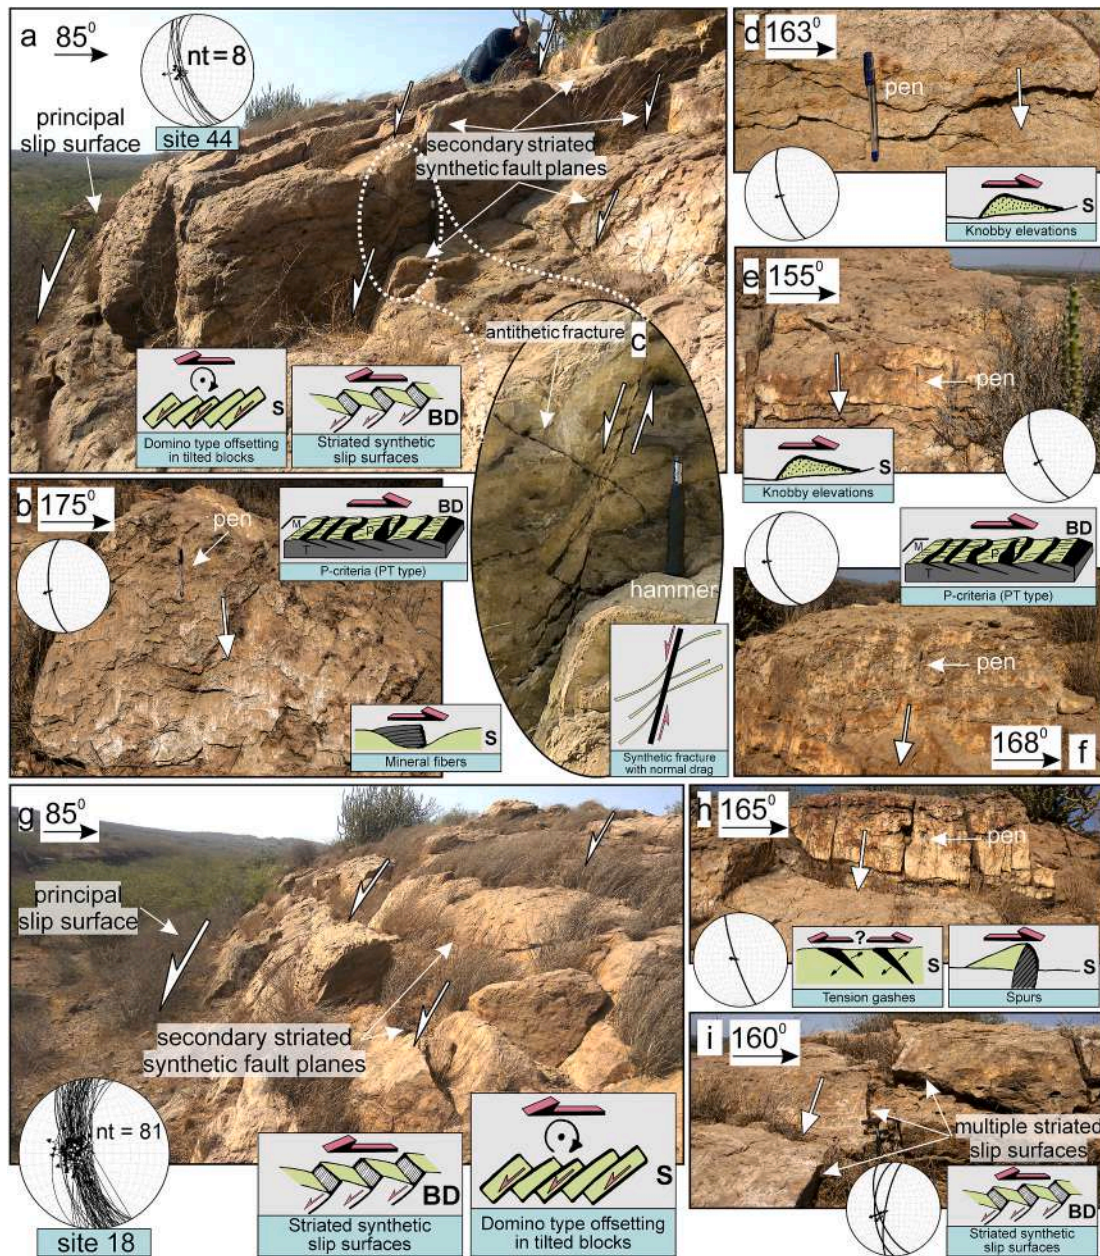 a 85⁰
nt = 8
site 44
principal
slip surface
secondary striated
synthetic fault planes
antithetic fracture
c
S
Domino type offsetting
in tilted blocks
BD
Striated synthetic
slip surfaces
hammer
Synthetic fracture
with normal drag
b 175⁰
pen
BD
M
P
T
P-criteria (PT type)
S
Mineral fibers
d 163⁰
pen
S
Knobby elevations
e 155⁰
pen
S
Knobby elevations
BD
M
P
T
P-criteria (PT type)
pen
168⁰ f
g 85⁰
principal
slip surface
secondary striated
synthetic fault planes
nt = 81
site 18
BD
Striated synthetic
slip surfaces
S
Domino type offsetting
in tilted blocks
h 165⁰
pen
?
S
Tension gashes
Spurs
i 160⁰
multiple striated
slip surfaces
BD
Striated synthetic
slip surfaces